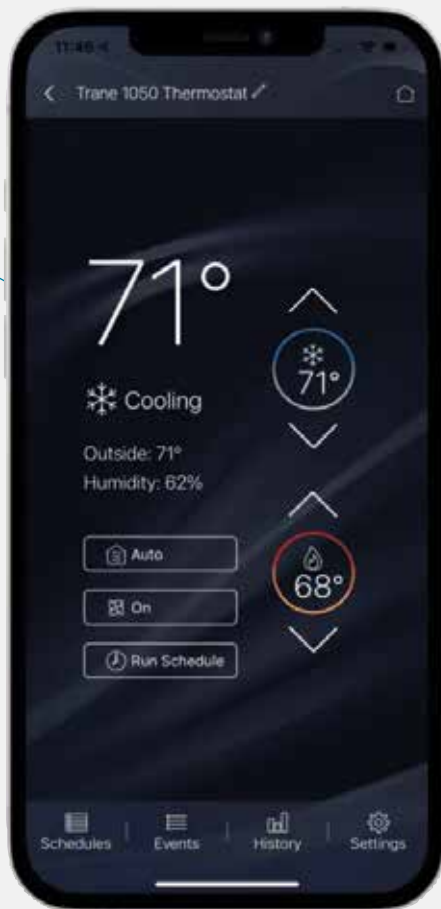 11:46
Trane 1050 Thermostat
71°
Cooling
Outside: 71°
Humidity: 62%
Auto
On
Run Schedule
71°
68°
Schedules
Events
History
Settings